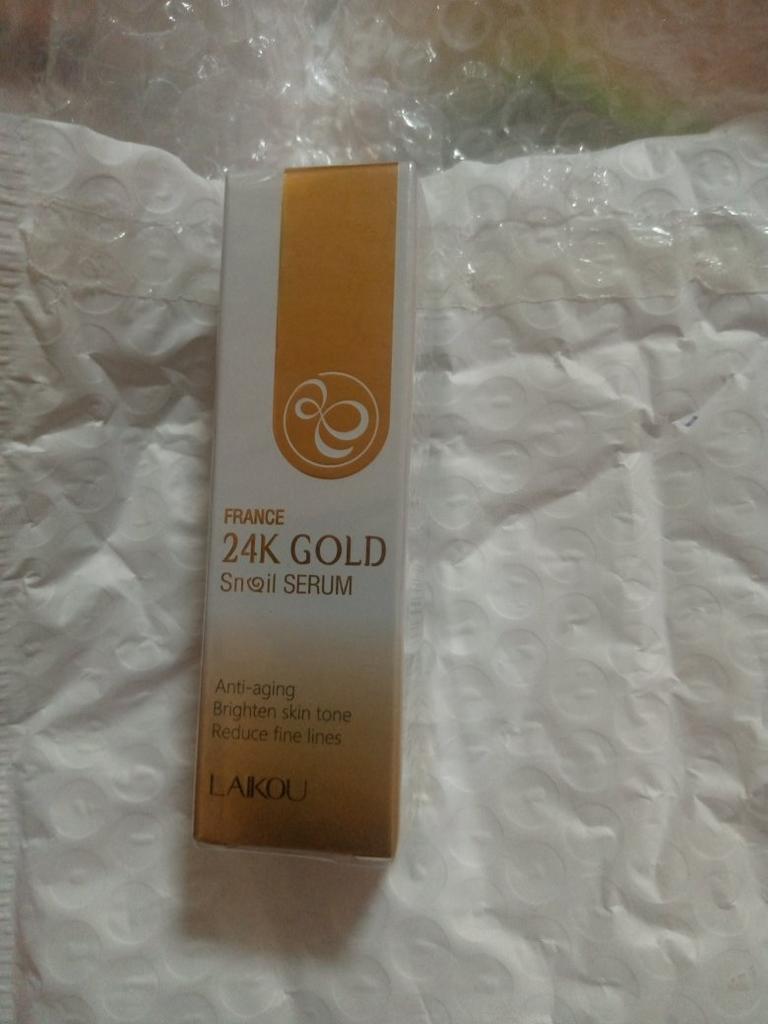 FRANCE
24K GOLD
Snail SERUM
Anti-aging
Brighten skin tone
Reduce fine lines
LAIKOU